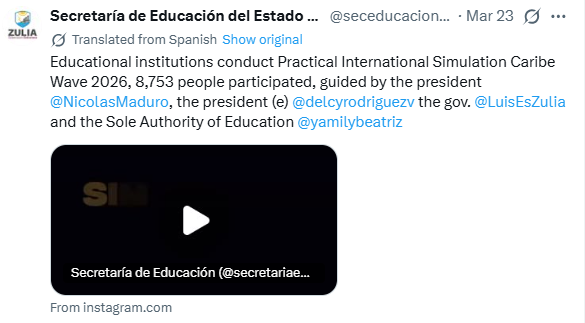 Secretaría de Educación del Estado ... @seceducacion... · Mar 23
ZULIA
Translated from Spanish Show original
Educational institutions conduct Practical International Simulation Caribe
Wave 2026, 8,753 people participated, guided by the president
@NicolasMaduro, the president (e) @delcyrodriguezv the gov. @LuisEsZulia
and the Sole Authority of Education @yamilybeatriz
SIM
Secretaría de Educación (@secretariae...
From instagram.com